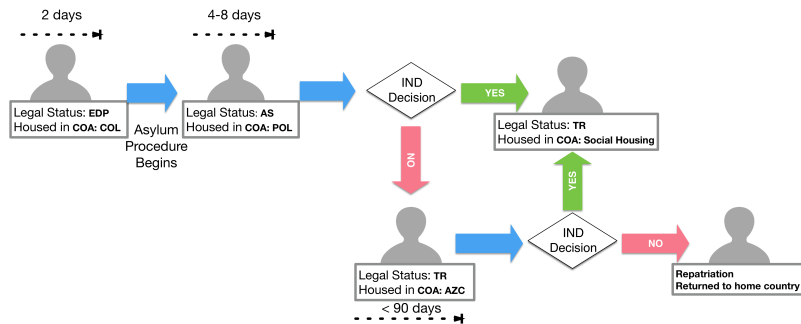 2 days
4-8 days
Legal Status: EDP
Housed in COA: COL
Asylum
Procedure
Begins
Legal Status: AS
Housed in COA: POL
IND
Decision
YES
Legal Status: TR
Housed in COA: Social Housing
NO
YES
Legal Status: TR
Housed in COA: AZC
< 90 days
IND
Decision
NO
Repatriation
Returned to home country